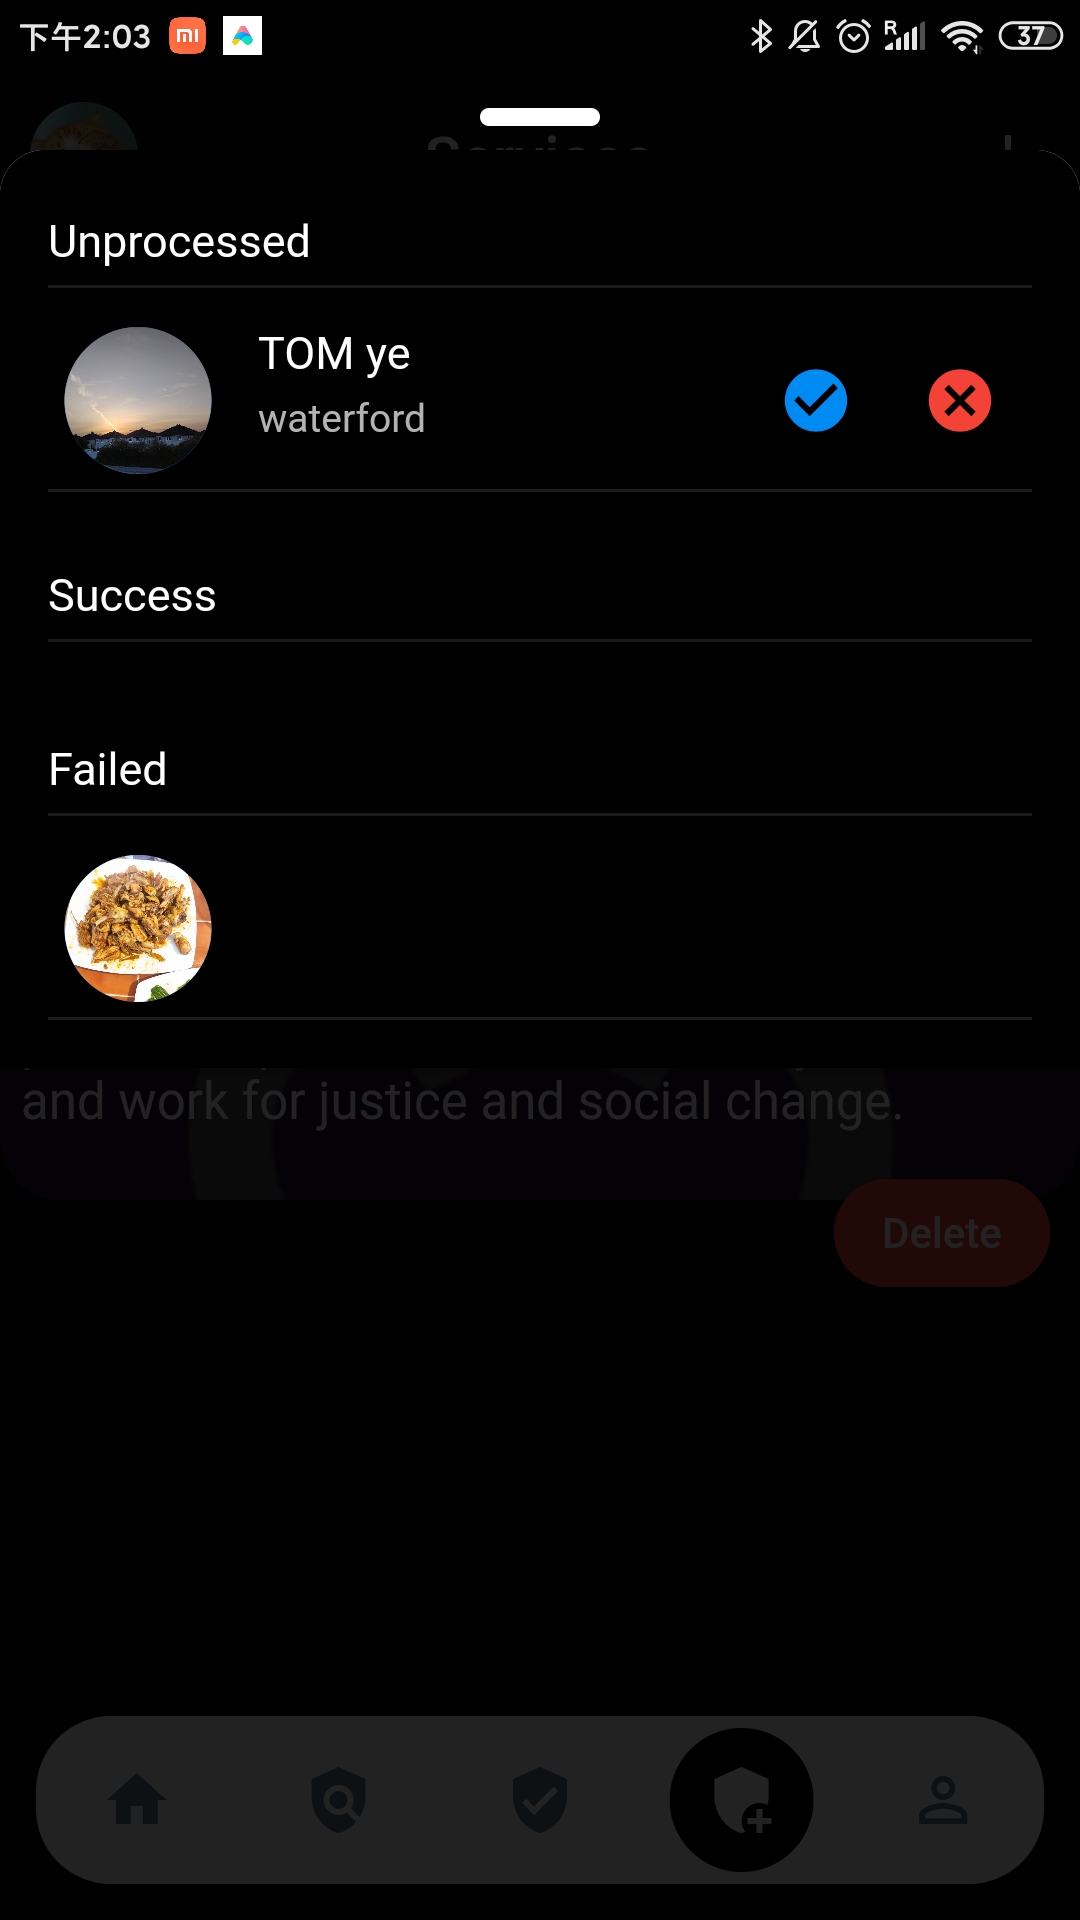 下午2:03
R
37
Services
Unprocessed
TOM ye
waterford
Success
Failed
and work for justice and social change.
Delete